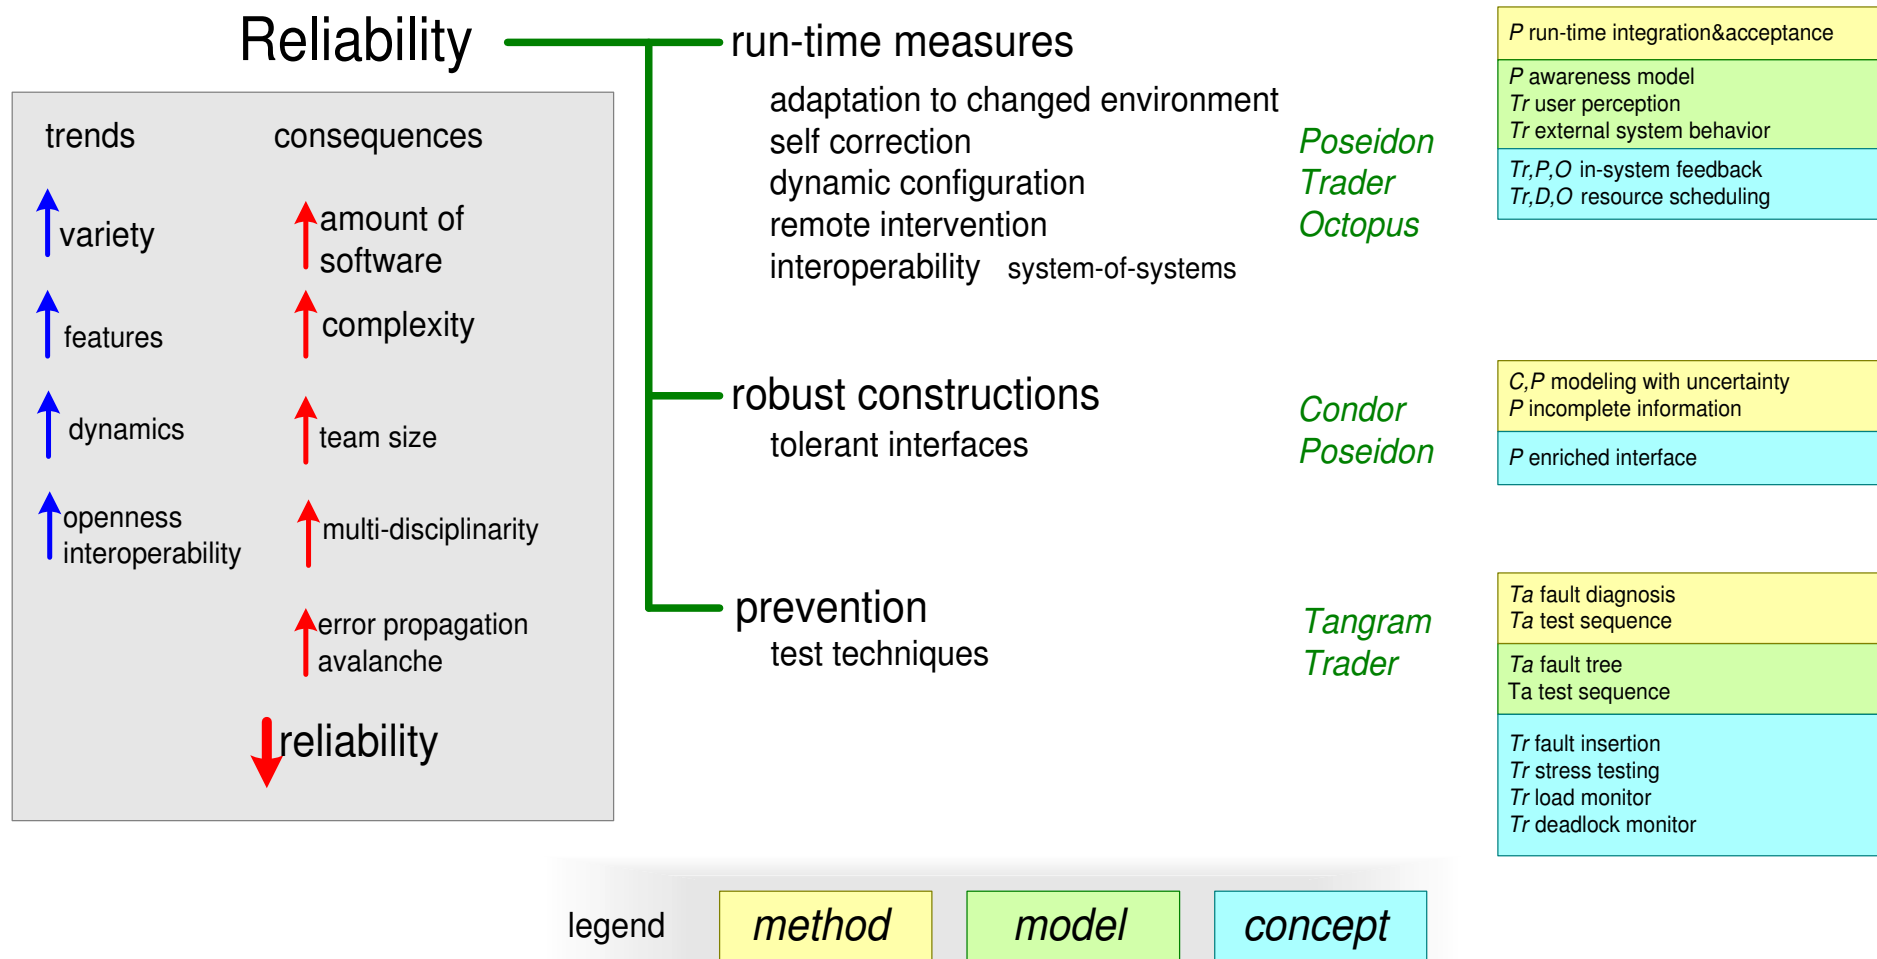 Reliability
trends
consequences
variety
amount of
software
features
complexity
dynamics
team size
openness
interoperability
multi-disciplinarity
error propagation
avalanche
reliability
run-time measures
adaptation to changed environment
self correction
dynamic configuration
remote intervention
interoperability system-of-systems
Poseidon
Trader
Octopus
P run-time integration&acceptance
P awareness model
Tr user perception
Tr external system behavior
Tr,P,O in-system feedback
Tr,D,O resource scheduling
robust constructions
tolerant interfaces
Condor
Poseidon
C,P modeling with uncertainty
P incomplete information
P enriched interface
prevention
test techniques
Tangram
Trader
Ta fault diagnosis
Ta test sequence
Ta fault tree
Ta test sequence
Tr fault insertion
Tr stress testing
Tr load monitor
Tr deadlock monitor
legend
method
model
concept